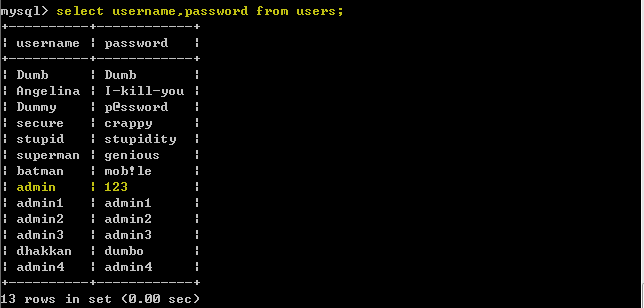 mysql> select username,password from users;
+----------+------------+
| username | password   |
+----------+------------+
| Dumb     | Dumb       |
| Angelina | I-kill-you |
| Dummy    | p@ssword   |
| secure   | crappy     |
| stupid   | stupidity  |
| superman | genious    |
| batman   | mob!le     |
| admin    | 123        |
| admin1   | admin1     |
| admin2   | admin2     |
| admin3   | admin3     |
| dhakkan  | dumbo      |
| admin4   | admin4     |
+----------+------------+
13 rows in set (0.00 sec)